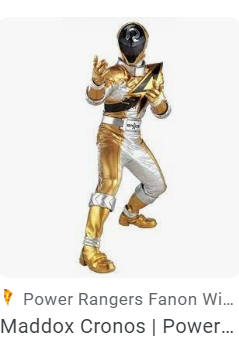 Power Rangers Fanon Wi...
Maddox Cronos | Power...